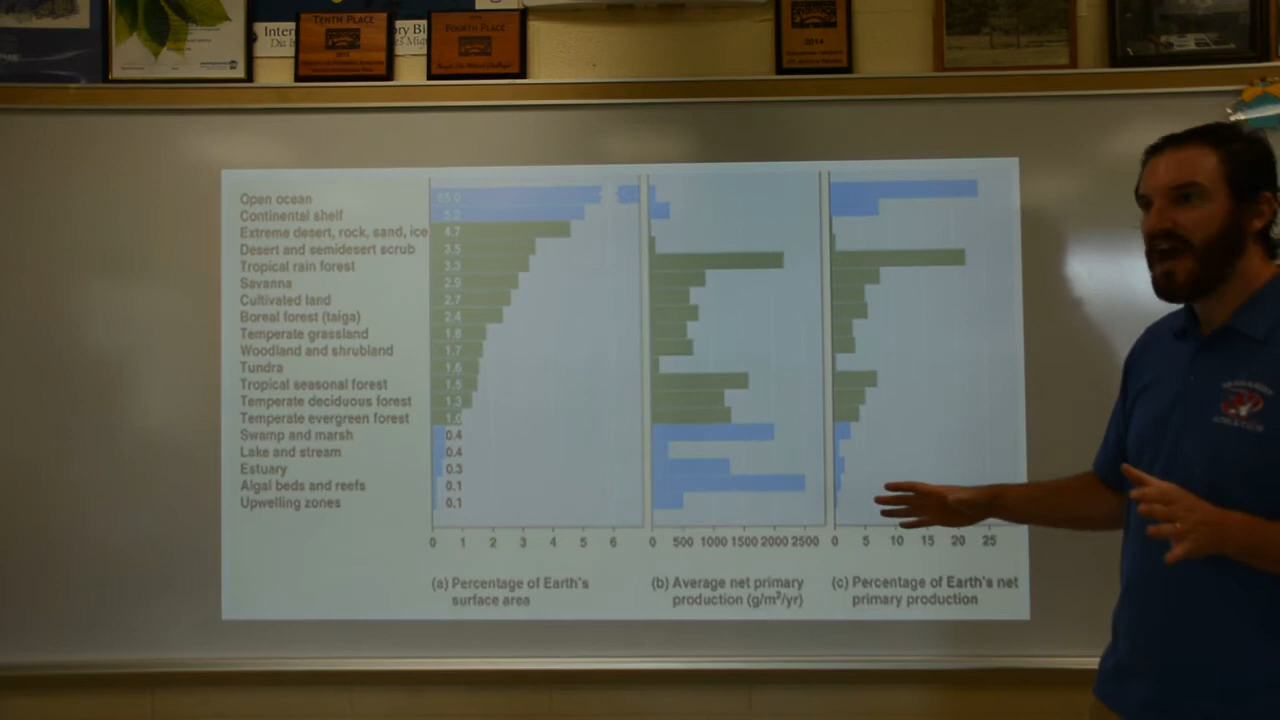 TENTH PLACE
FOURTH PLACE
2014
Open ocean
Continental shelf
Extreme desert, rock, sand, ice
Desert and semidesert scrub
Tropical rain forest
Savanna
Cultivated land
Boreal forest (taiga)
Temperate grassland
Woodland and shrubland
Tundra
Tropical seasonal forest
Temperate deciduous forest
Temperate evergreen forest
Swamp and marsh
Lake and stream
Estuary
Algal beds and reefs
Upwelling zones
65.0
5.2
4.7
3.5
3.3
2.9
2.7
2.4
1.8
1.7
1.6
1.5
1.3
1.0
0.4
0.4
0.3
0.1
0.1
0 1 2 3 4 5 6
0 500 1000 1500 2000 2500
0 5 10 15 20 25
(a) Percentage of Earth's
surface area
(b) Average net primary
production (g/m²/yr)
(c) Percentage of Earth's net
primary production